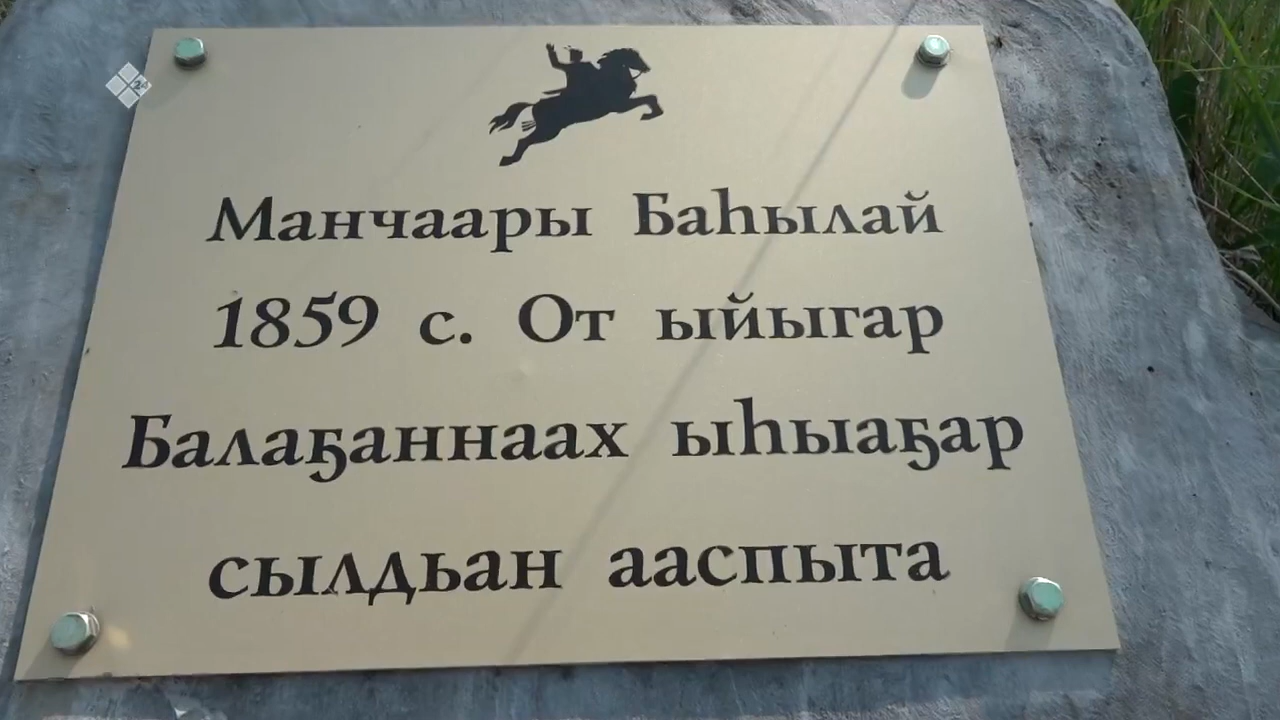 Манчаары Баһылай
1859 с. От ыйыгар
Балаҕаннаах ыһыаҕар
сылдьан ааспыта